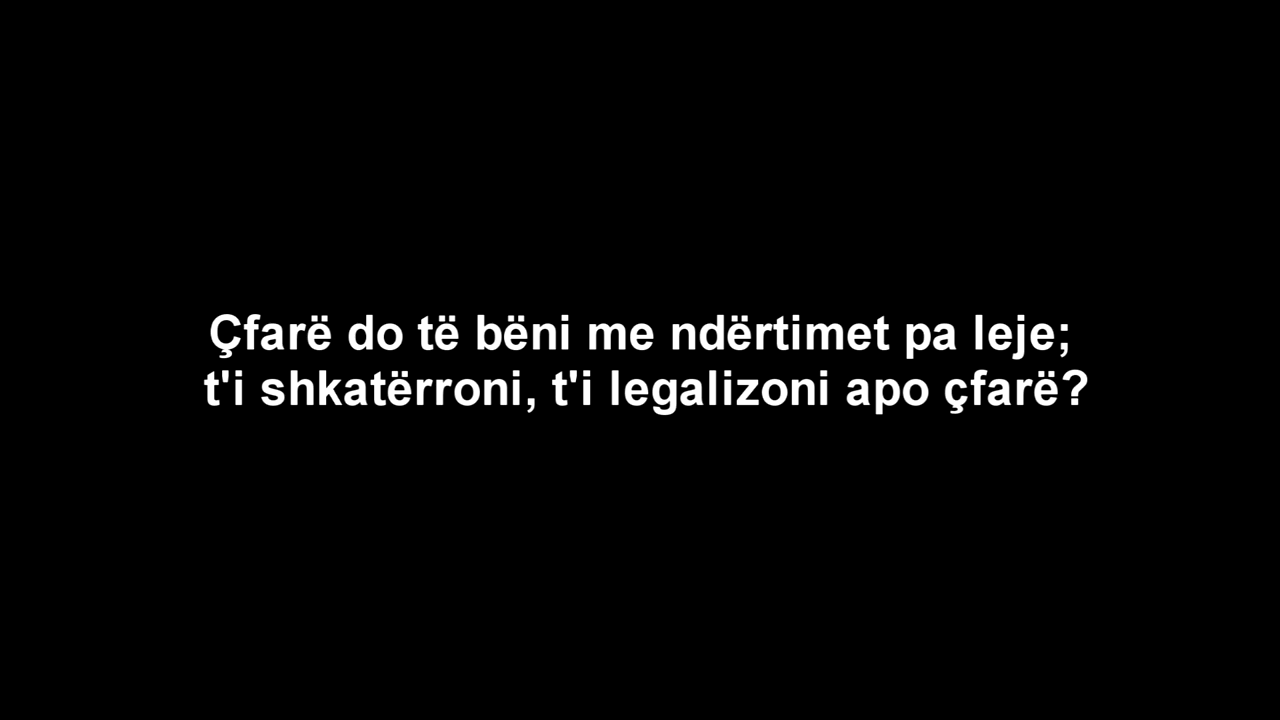 Çfarë do të bëni me ndërtimet pa leje;
t'i shkatërroni, t'i legalizoni apo çfarë?